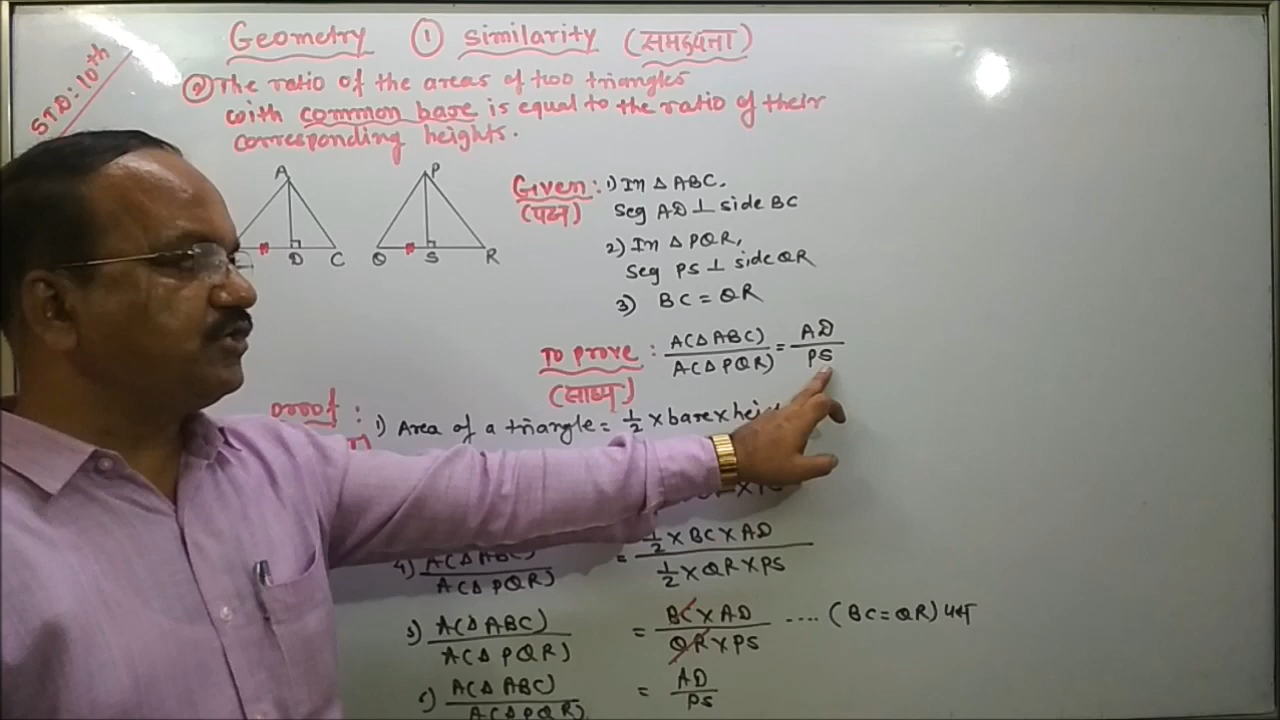 STD: 10th
Geometry ① Similarity (समरूपता)
② The ratio of the areas of two triangles
with common base is equal to the ratio of their
corresponding heights.
A
D C
P
Q S R
Given : 1) In △ ABC,
(पक्ष)
Seg AD ⊥ side BC
2) In △ PQR,
Seg PS ⊥ side QR
3) BC = QR
To prove : A(△ ABC) / A(△ PQR) = AD / PS
(साध्य)
Proof :
1) Area of a triangle = 1/2 × base × hei
4) A(△ ABC) / A(△ PQR) = 1/2 × BC × AD / 1/2 × QR × PS
5) A(△ ABC) / A(△ PQR) = BC × AD / QR × PS .... (BC = QR) पक्ष
6) A(△ ABC) / A(△ PQR) = AD / PS